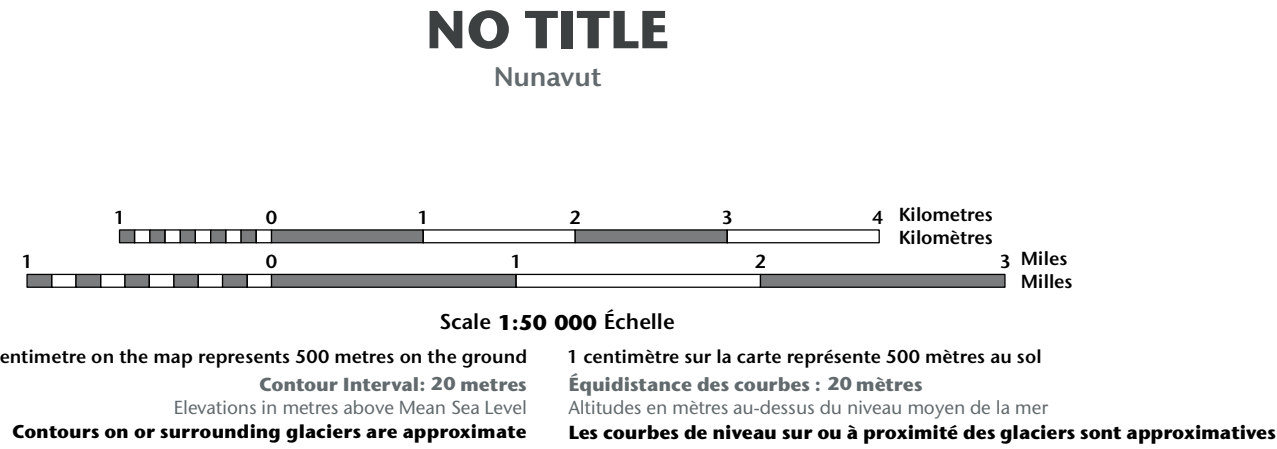 NO TITLE
Nunavut
1 0 1 2 3 4 Kilometres
Kilomètres
1 0 1 2 3 Miles
Milles
Scale 1:50 000 Échelle
entimetre on the map represents 500 metres on the ground
1 centimètre sur la carte représente 500 mètres au sol
Contour Interval: 20 metres
Équidistance des courbes : 20 mètres
Elevations in metres above Mean Sea Level
Altitudes en mètres au-dessus du niveau moyen de la mer
Contours on or surrounding glaciers are approximate
Les courbes de niveau sur ou à proximité des glaciers sont approximatives